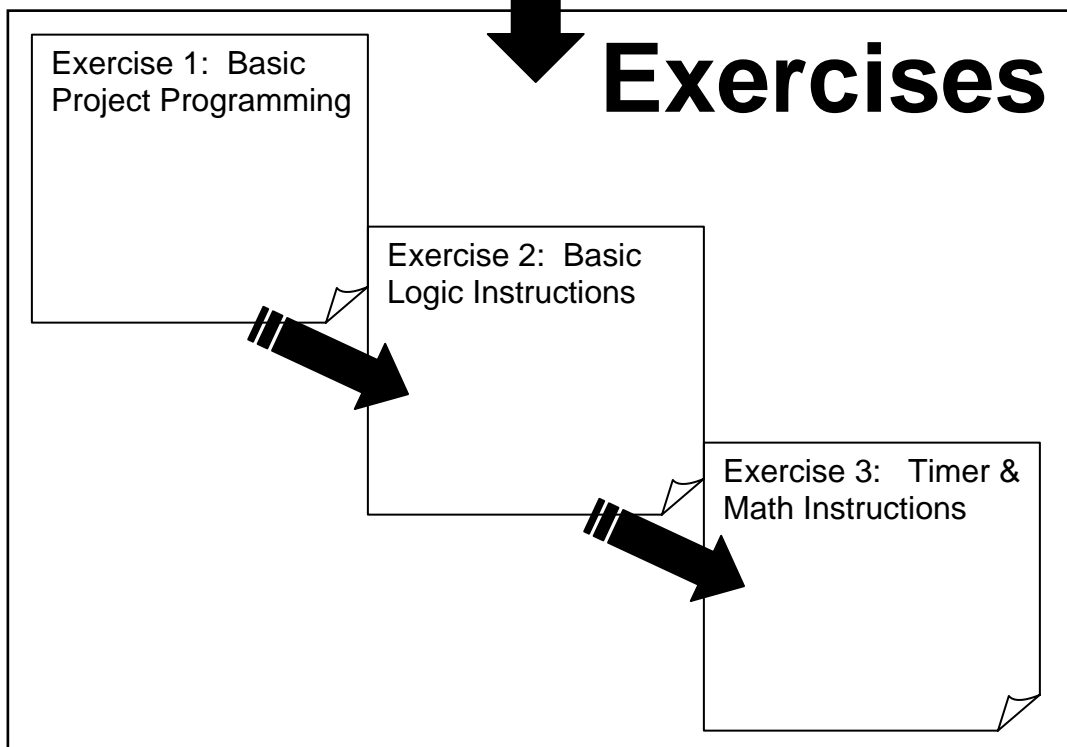 Exercises
Exercise 1:  Basic
Project Programming
Exercise 2:  Basic
Logic Instructions
Exercise 3:   Timer &
Math Instructions